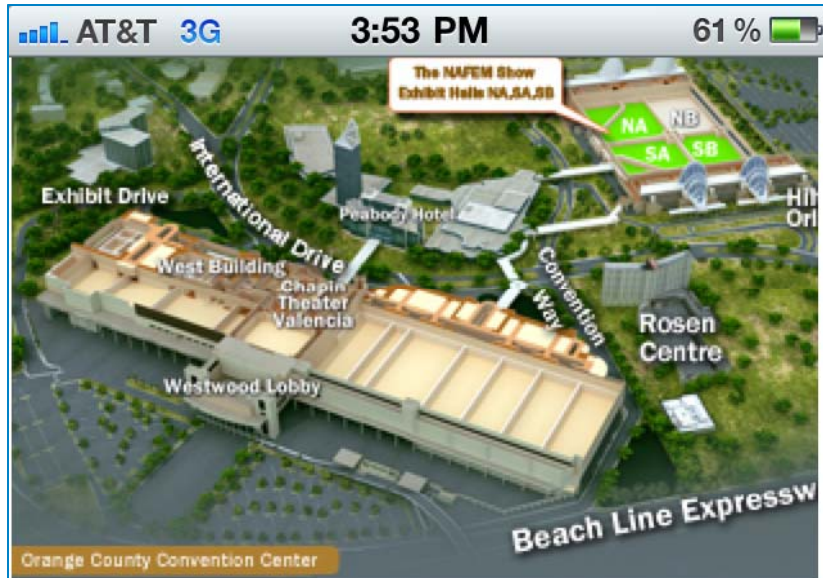 AT&T 3G 3:53 PM 61%
The NAFEM Show
Exhibit Halls NA,SA,SB
NA
NB
SA
SB
Exhibit Drive
International Drive
Peabody Hotel
Hil
Orl
West Building
Chapin
Theater
Valencia
Convention
Way
Rosen
Centre
Westwood Lobby
Beach Line Expressw
Orange County Convention Center